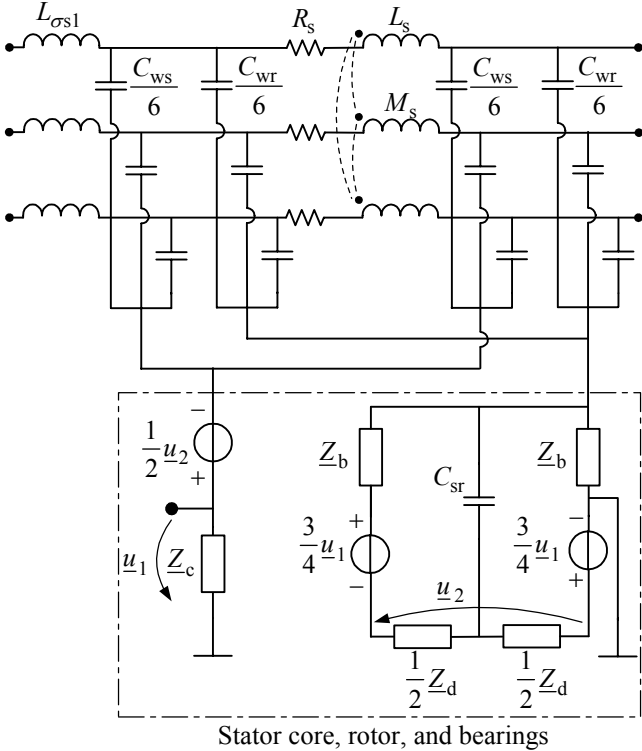 Lσs1 Rs Ls
Cws/6 Cwr/6 Cws/6 Cwr/6
Ms
1/2 u2
−
+
Zb Csr Zb
u1 Zc
+
3/4 u1
−
−
3/4 u1
+
u2
1/2 Zd 1/2 Zd
Stator core, rotor, and bearings